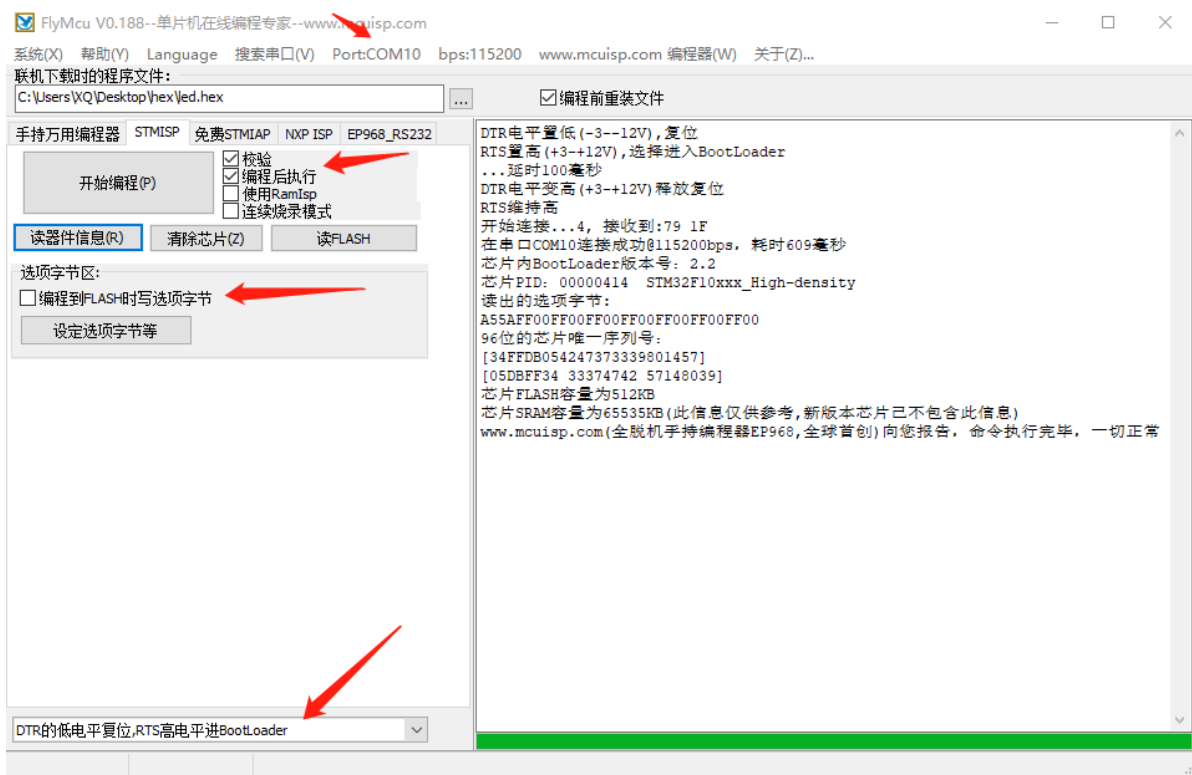 FlyMcu V0.188--单片机在线编程专家--www.mcuisp.com
系统(X) 帮助(Y) Language 搜索串口(V) Port:COM10 bps:115200 www.mcuisp.com 编程器(W) 关于(Z)...
联机下载时的程序文件:
C:\Users\XQ\Desktop\hex\led.hex ... 编程前重装文件
手持万用编程器 STMISP 免费STMIAP NXP ISP EP968_RS232
开始编程(P)
校验
编程后执行
使用RamIsp
连续烧录模式
读器件信息(R) 清除芯片(Z) 读FLASH
选项字节区:
编程到FLASH时写选项字节
设定选项字节等
DTR的低电平复位,RTS高电平进BootLoader
DTR电平置低(-3--12V),复位
RTS置高(+3-+12V),选择进入BootLoader
...延时100毫秒
DTR电平变高(+3-+12V)释放复位
RTS维持高
开始连接...4, 接收到:79 1F
在串口COM10连接成功@115200bps, 耗时609毫秒
芯片内BootLoader版本号: 2.2
芯片PID: 00000414 STM32F10xxx_High-density
读出的选项字节:
A55AFF00FF00FF00FF00FF00FF00FF00
96位的芯片唯一序列号:
[34FFDB054247373339801457]
[05DBFF34 33374742 57148039]
芯片FLASH容量为512KB
芯片SRAM容量为65535KB(此信息仅供参考,新版本芯片已不包含此信息)
www.mcuisp.com(全脱机手持编程器EP968,全球首创)向您报告, 命令执行完毕, 一切正常